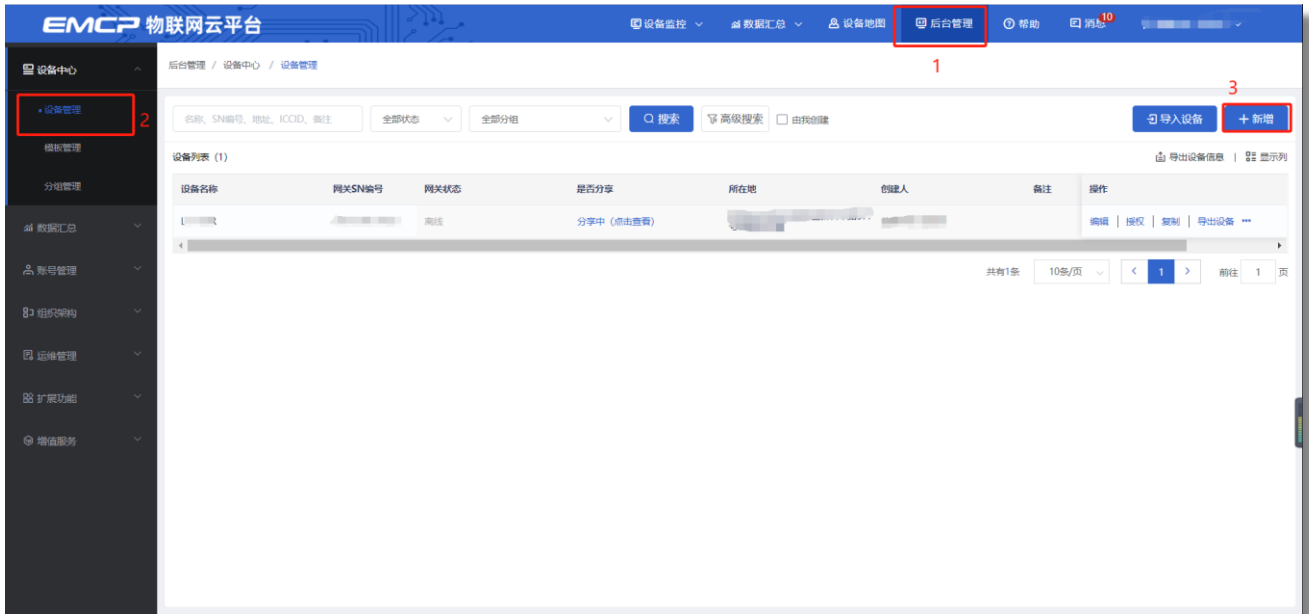 EMCP 物联网云平台 设备监控 数据汇总 设备地图 后台管理 帮助 消息 10
1
设备中心
后台管理 / 设备中心 / 设备管理
设备管理
2
模板管理
分组管理
数据汇总
账号管理
组织架构
运维管理
扩展功能
增值服务
3
名称、SN编号、地址、ICCID、备注 全部状态 全部分组 搜索 高级搜索 由我创建 导入设备 + 新增
设备列表 (1) 导出设备信息 | 显示列
设备名称 网关SN编号 网关状态 是否分享 所在地 创建人 备注 操作
离线 分享中 (点击查看) 编辑 | 授权 | 复制 | 导出设备 •••
共有1条 10条/页 < 1 > 前往 1 页